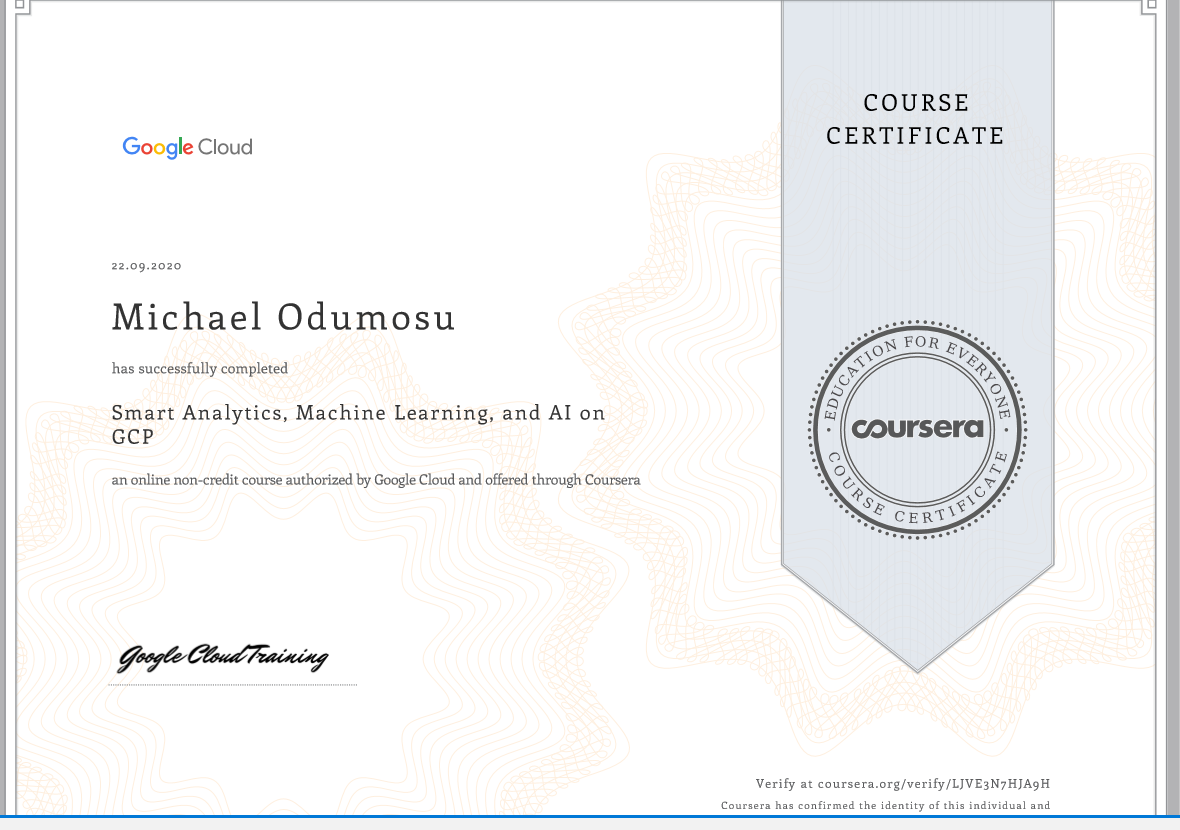 COURSE
CERTIFICATE
Google Cloud
22.09.2020
Michael Odumosu
has successfully completed
Smart Analytics, Machine Learning, and AI on
GCP
an online non-credit course authorized by Google Cloud and offered through Coursera
EDUCATION FOR EVERYONE
coursera
COURSE CERTIFICATE
Google Cloud Training
Verify at coursera.org/verify/LJVE3N7HJA9H
Coursera has confirmed the identity of this individual and